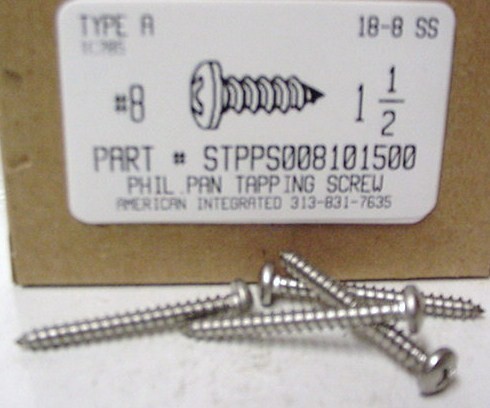 TYPE A 18-8 SS
#8 1 1/2
PART # STPPS008101500
PHIL.PAN TAPPING SCREW
AMERICAN INTEGRATED 313-831-7635